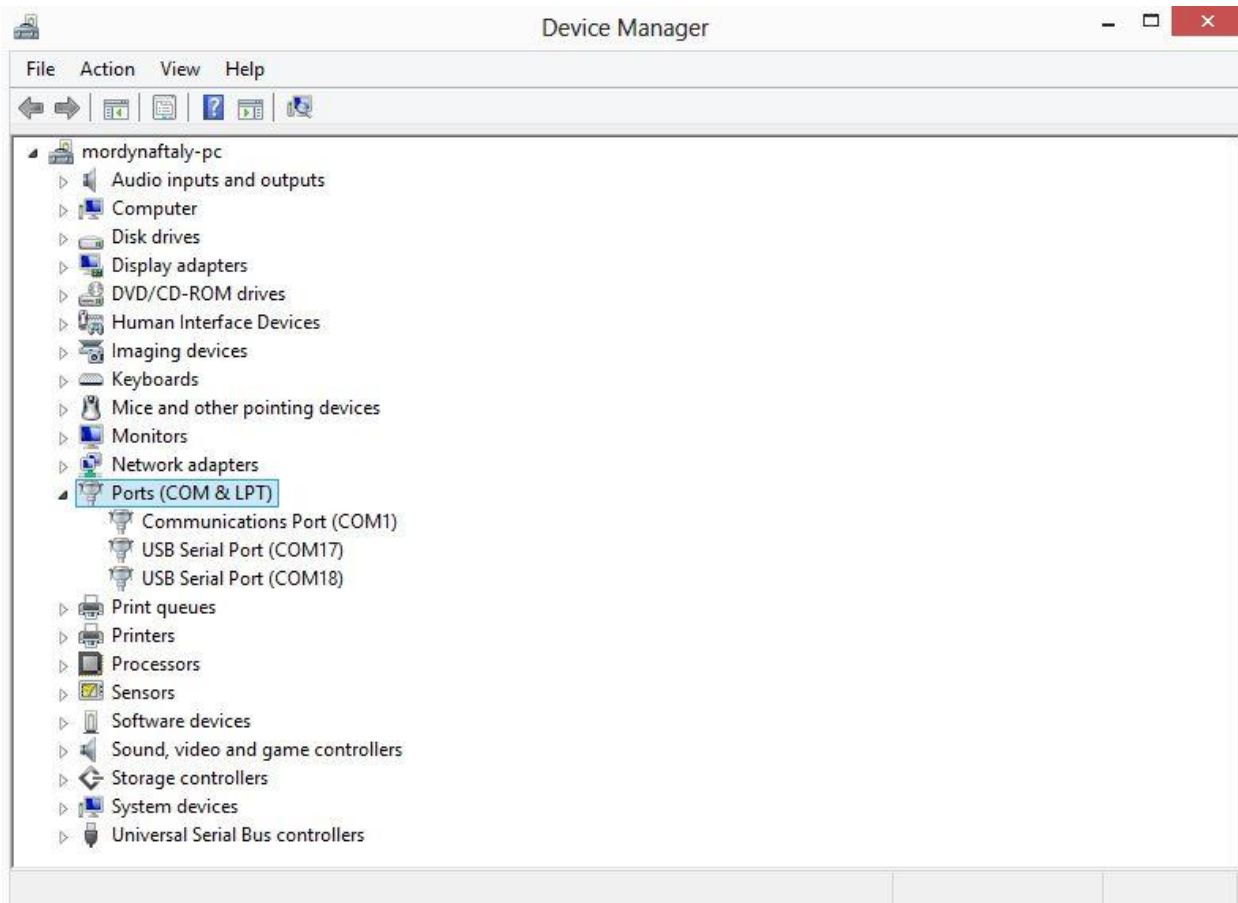 Device Manager
File Action View Help
mordynaftaly-pc
Audio inputs and outputs
Computer
Disk drives
Display adapters
DVD/CD-ROM drives
Human Interface Devices
Imaging devices
Keyboards
Mice and other pointing devices
Monitors
Network adapters
Ports (COM & LPT)
Communications Port (COM1)
USB Serial Port (COM17)
USB Serial Port (COM18)
Print queues
Printers
Processors
Sensors
Software devices
Sound, video and game controllers
Storage controllers
System devices
Universal Serial Bus controllers